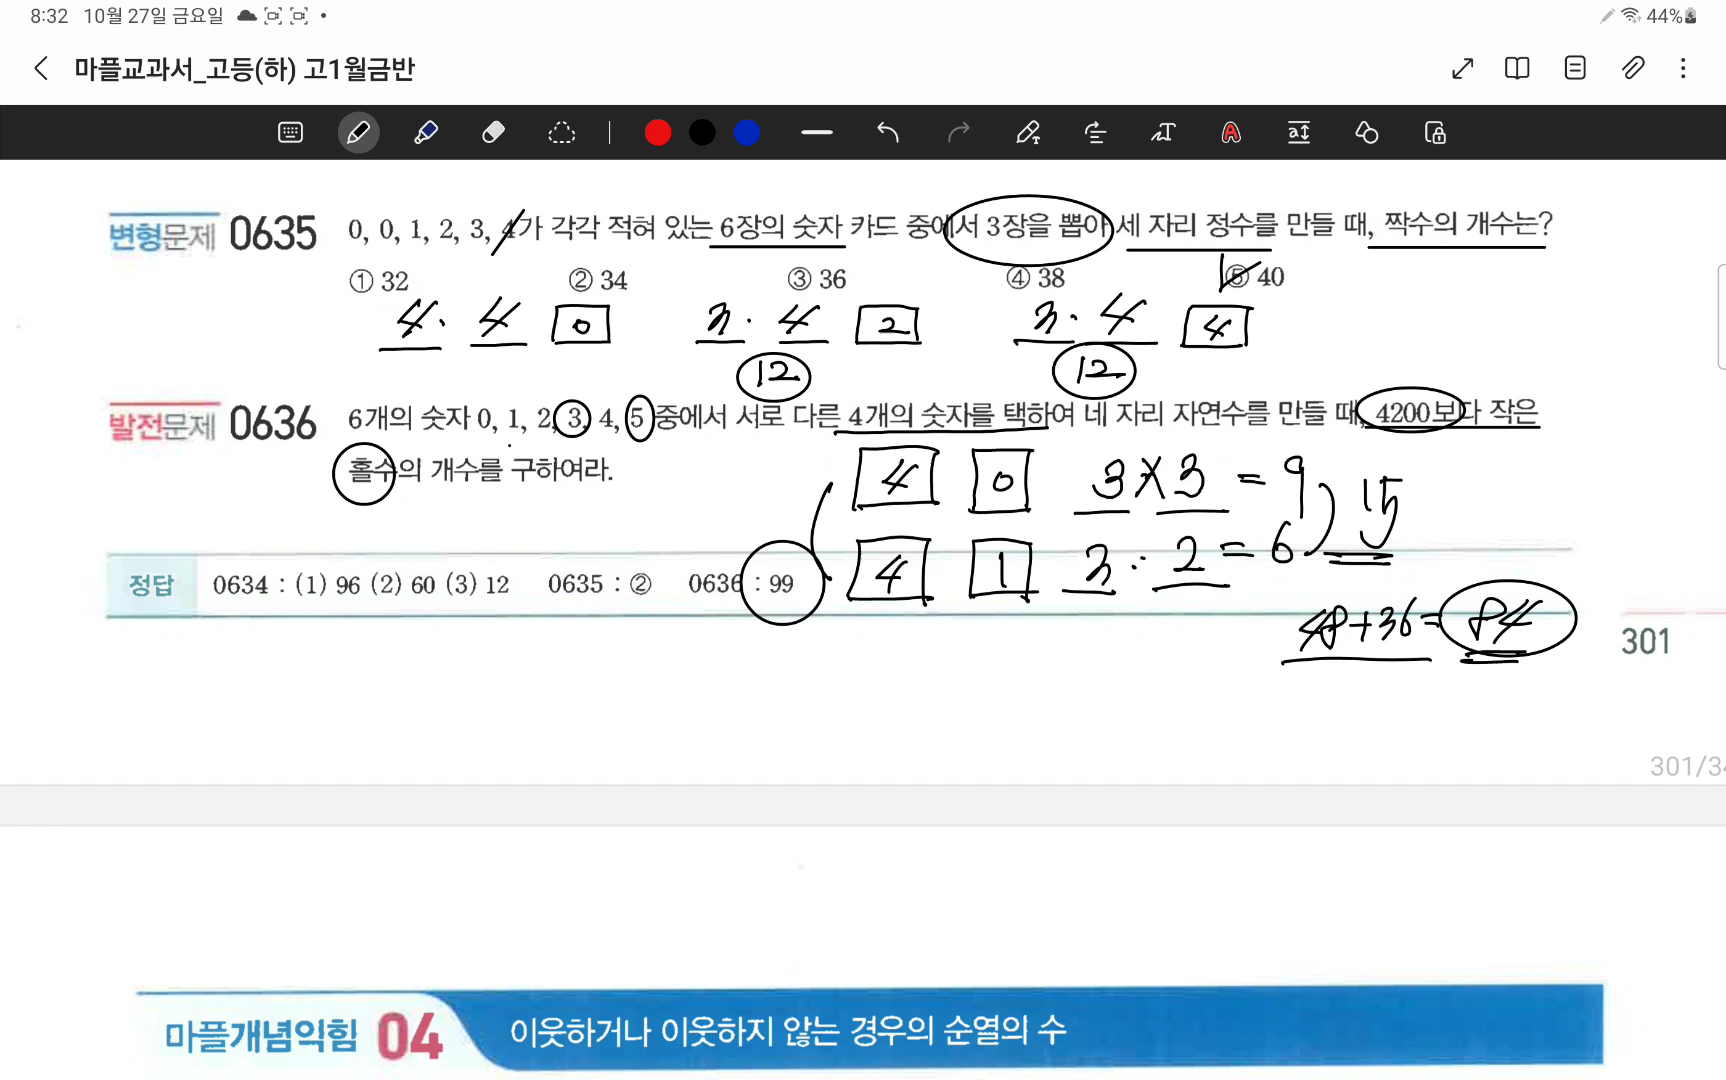 8:32 10월 27일 금요일 44%
마플교과서_고등(하) 고1월금반
변형문제 0635 0, 0, 1, 2, 3, 4가 각각 적혀 있는 6장의 숫자 카드 중에서 3장을 뽑아 세 자리 정수를 만들 때, 짝수의 개수는?
① 32 ② 34 ③ 36 ④ 38 ⑤ 40
4 · 4 0 3 · 4 2 3 · 4 4
12 12
발전문제 0636 6개의 숫자 0, 1, 2, 3, 4, 5 중에서 서로 다른 4개의 숫자를 택하여 네 자리 자연수를 만들 때, 4200보다 작은
홀수의 개수를 구하여라.
4 0 3 × 3 = 9
15
4 1 3 · 2 = 6
정답 0634 : (1) 96 (2) 60 (3) 12 0635 : ② 0636 : 99
48+36=84
301
301/34
마플개념익힘 04 이웃하거나 이웃하지 않는 경우의 순열의 수